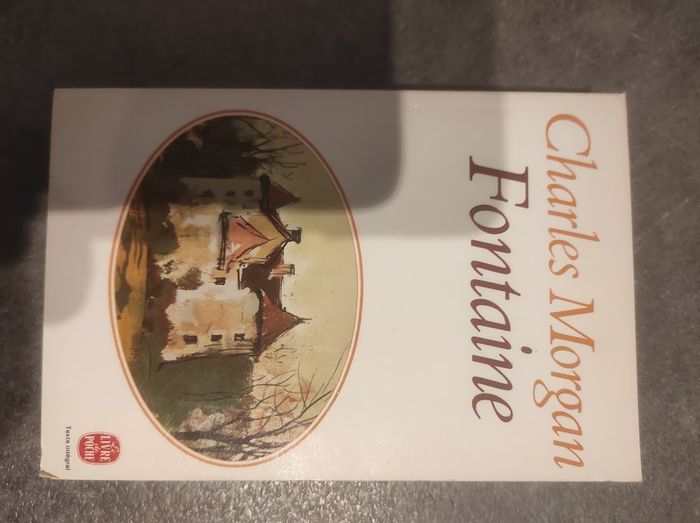 Charles Morgan
Fontaine
Le
LIVRE
de
POCHE
Texte intégral